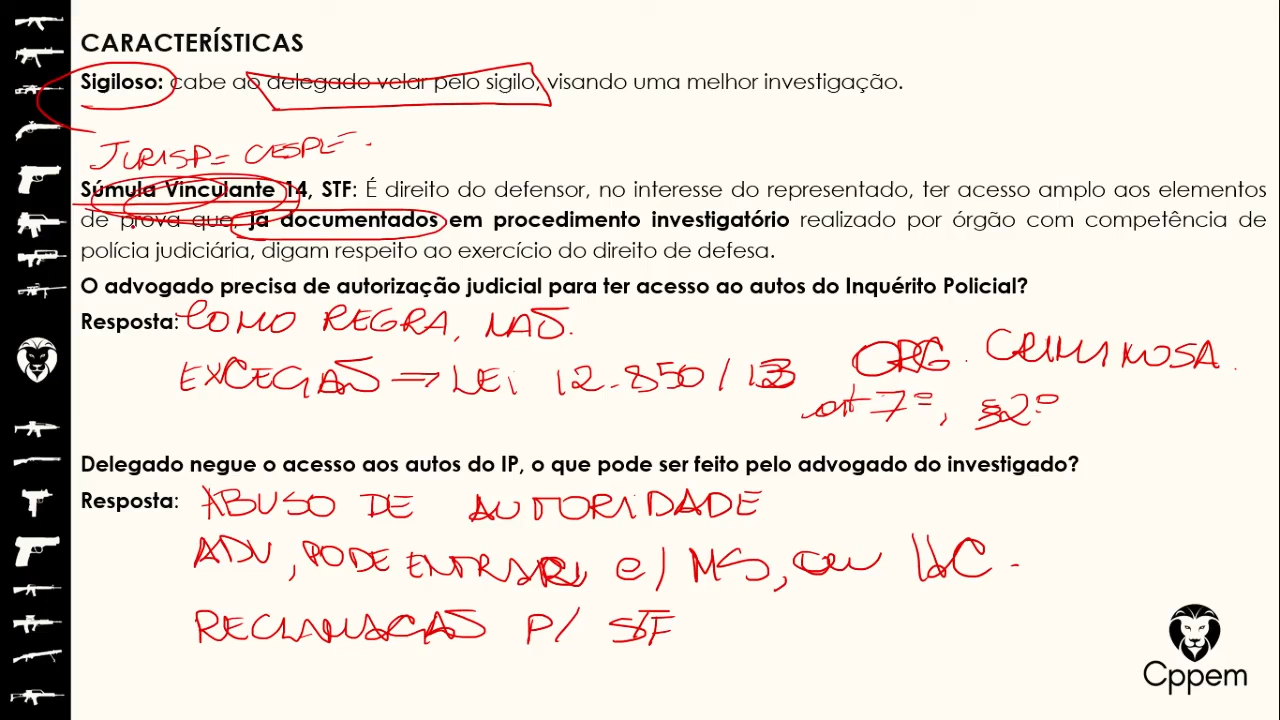 CARACTERÍSTICAS
Sigiloso: cabe ao delegado velar pelo sigilo, visando uma melhor investigação.
JURISP= CESPE
Súmula Vinculante 14, STF: É direito do defensor, no interesse do representado, ter acesso amplo aos elementos
de prova que, já documentados em procedimento investigatório realizado por órgão com competência de
polícia judiciária, digam respeito ao exercício do direito de defesa.
O advogado precisa de autorização judicial para ter acesso ao autos do Inquérito Policial?
Resposta: COMO REGRA, NÃO.
EXCEÇÃO ⇒ LEI 12.850/13 ORG. CRIMINOSA.
art 7º, §2º
Delegado negue o acesso aos autos do IP, o que pode ser feito pelo advogado do investigado?
Resposta: ABUSO DE AUTORIDADE
ADV, PODE ENTRAR c/ MS, ou HC.
RECLAMAÇÃO P/ STF
Cppem